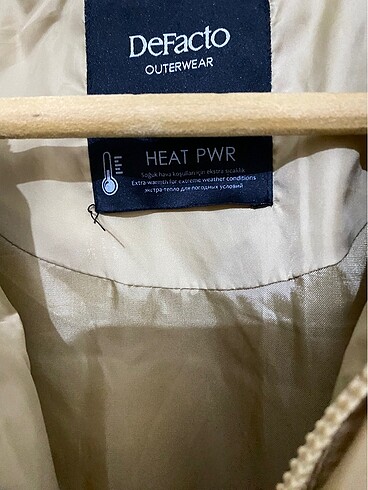 DeFacto
OUTERWEAR
HEAT PWR
Soğuk hava koşulları için ekstra sıcaklık
Extra warmth for extreme weather conditions
экстра тепло для погодных условий